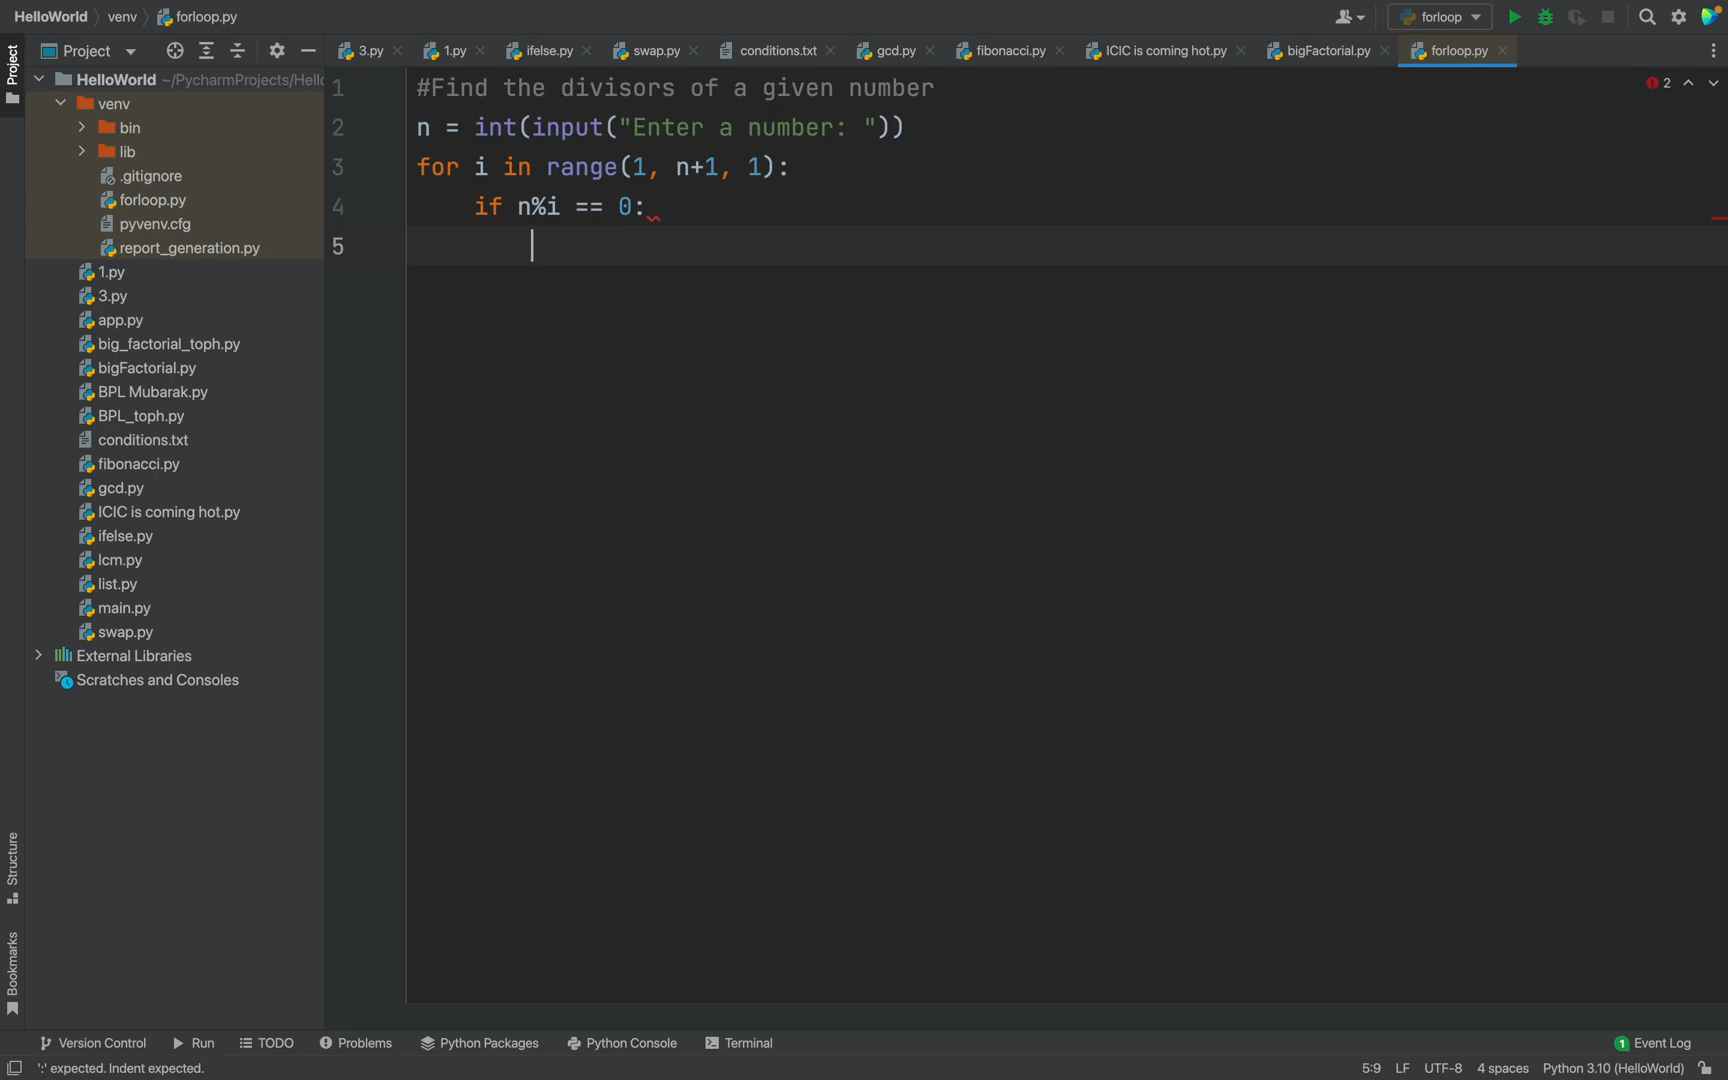 HelloWorld venv forloop.py
forloop
Project
3.py 1.py ifelse.py swap.py conditions.txt gcd.py fibonacci.py ICIC is coming hot.py bigFactorial.py forloop.py
Project
HelloWorld ~/PycharmProjects/Hello
venv
bin
lib
.gitignore
forloop.py
pyvenv.cfg
report_generation.py
1.py
3.py
app.py
big_factorial_toph.py
bigFactorial.py
BPL Mubarak.py
BPL_toph.py
conditions.txt
fibonacci.py
gcd.py
ICIC is coming hot.py
ifelse.py
lcm.py
list.py
main.py
swap.py
External Libraries
Scratches and Consoles
Structure
Bookmarks
1 #Find the divisors of a given number
2 n = int(input("Enter a number: "))
3 for i in range(1, n+1, 1):
4 if n%i == 0:
5
2
Version Control Run TODO Problems Python Packages Python Console Terminal
1 Event Log
':' expected. Indent expected.
5:9 LF UTF-8 4 spaces Python 3.10 (HelloWorld)